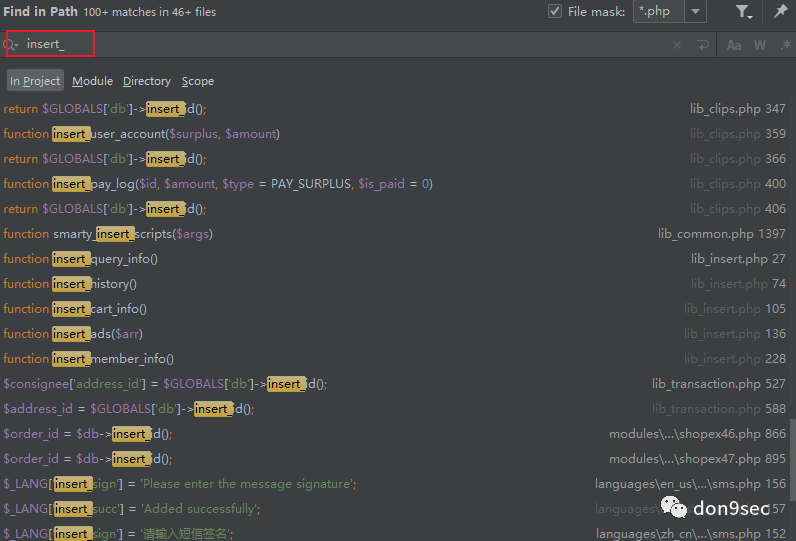 Find in Path 100+ matches in 46+ files File mask: *.php
insert_ Aa W .*
In Project Module Directory Scope
return $GLOBALS['db']->insert_id(); lib_clips.php 347
function insert_user_account($surplus, $amount) lib_clips.php 359
return $GLOBALS['db']->insert_id(); lib_clips.php 366
function insert_pay_log($id, $amount, $type = PAY_SURPLUS, $is_paid = 0) lib_clips.php 400
return $GLOBALS['db']->insert_id(); lib_clips.php 406
function smarty_insert_scripts($args) lib_common.php 1397
function insert_query_info() lib_insert.php 27
function insert_history() lib_insert.php 74
function insert_cart_info() lib_insert.php 105
function insert_ads($arr) lib_insert.php 136
function insert_member_info() lib_insert.php 228
$consignee['address_id'] = $GLOBALS['db']->insert_id(); lib_transaction.php 527
$address_id = $GLOBALS['db']->insert_id(); lib_transaction.php 588
$order_id = $db->insert_id(); modules\...\shopex46.php 866
$order_id = $db->insert_id(); modules\...\shopex47.php 895
$_LANG['insert_sign'] = 'Please enter the message signature'; languages\en_us\...\sms.php 156
$_LANG['insert_succ'] = 'Added successfully'; languages\ 157
don9sec
$_LANG['insert_sign'] = '请输入短信签名'; languages\zh_cn\...\sms.php 152